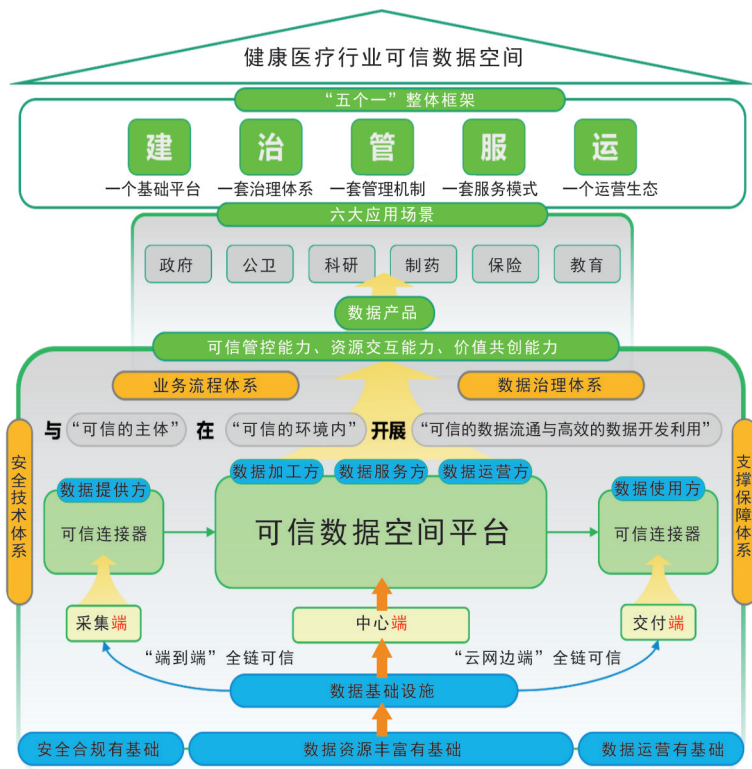 健康医疗行业可信数据空间
“五个一”整体框架
建 治 管 服 运
一个基础平台 一套治理体系 一套管理机制 一套服务模式 一个运营生态
六大应用场景
政府 公卫 科研 制药 保险 教育
数据产品
可信管控能力、资源交互能力、价值共创能力
业务流程体系 数据治理体系
与 “可信的主体” 在 “可信的环境内” 开展 “可信的数据流通与高效的数据开发利用”
安全技术体系
支撑保障体系
数据加工方 数据服务方 数据运营方
数据提供方 数据使用方
可信连接器 可信数据空间平台 可信连接器
采集端 中心端 交付端
“端到端”全链可信 “云网边端”全链可信
数据基础设施
安全合规有基础 数据资源丰富有基础 数据运营有基础